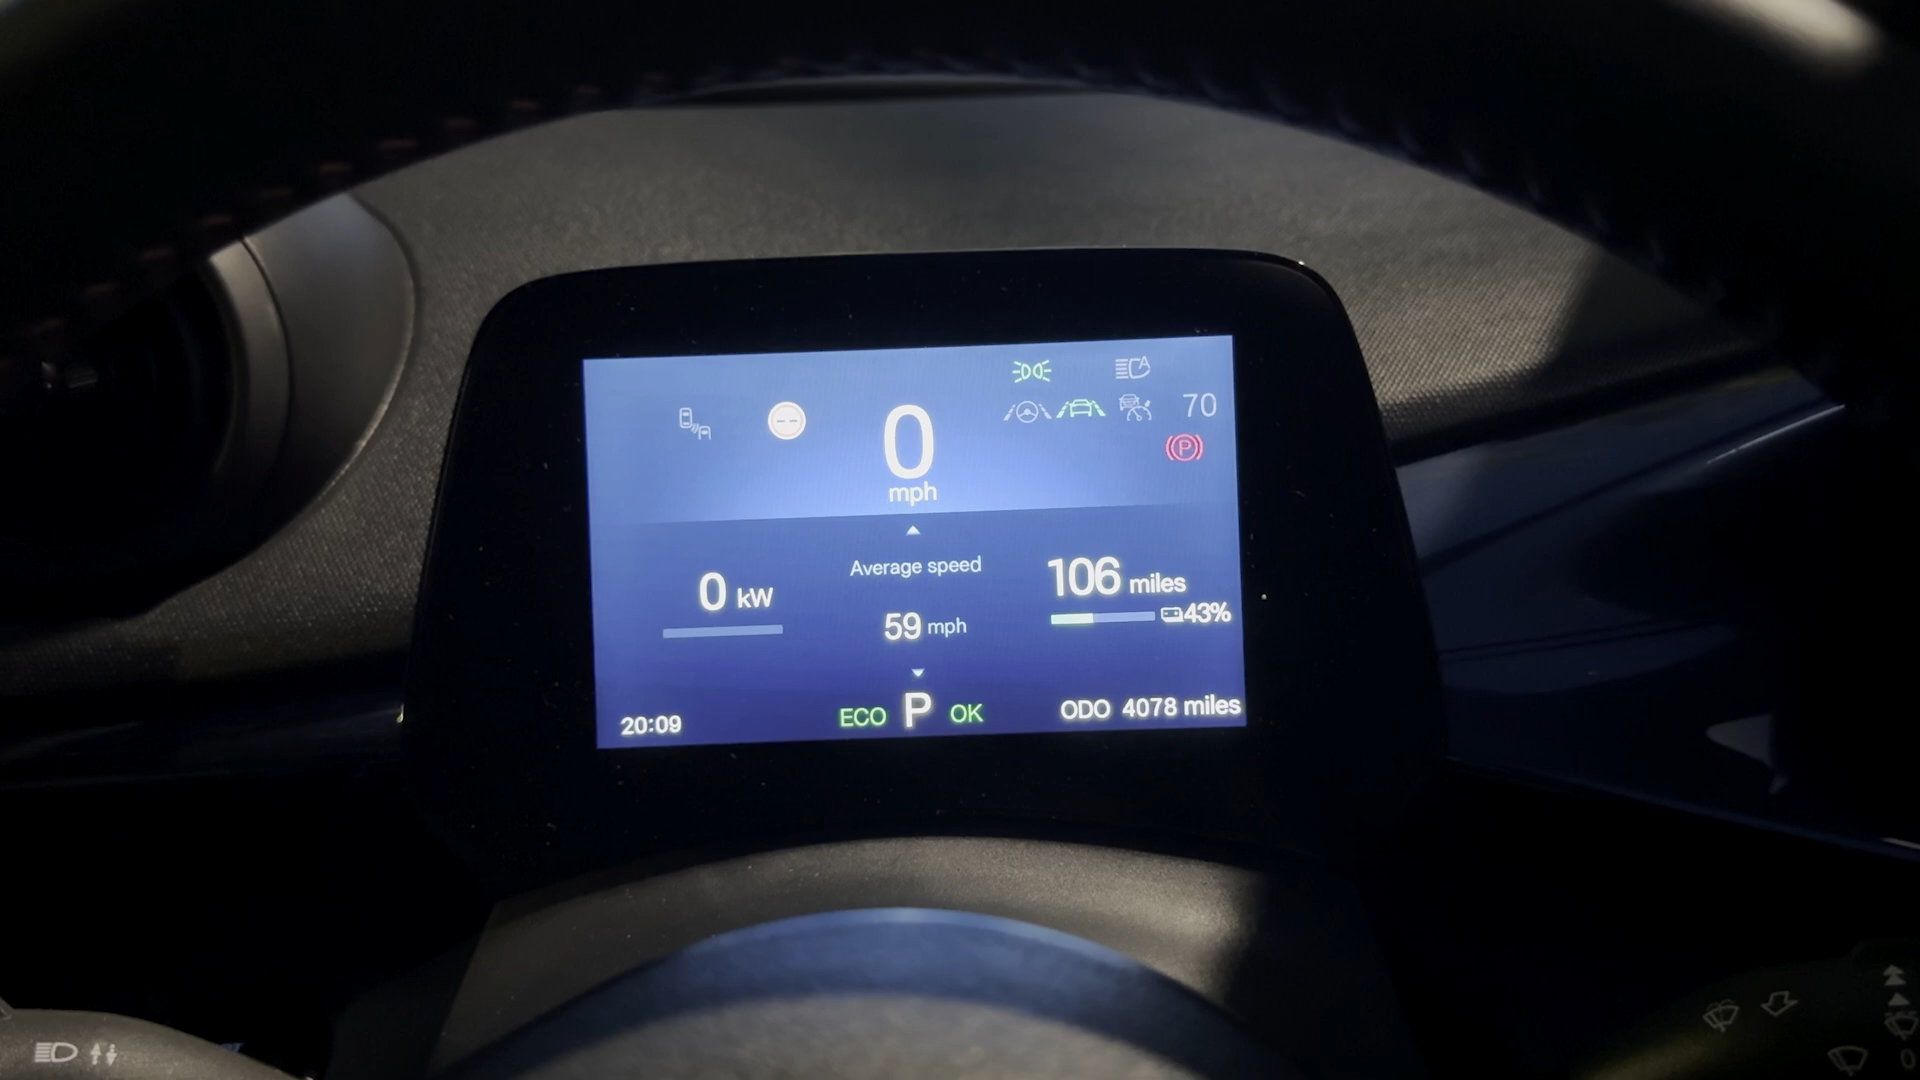 A
70
--
0
mph
P
Average speed
0 kW
59 mph
106 miles
43%
20:09
ECO P OK
ODO 4078 miles
0